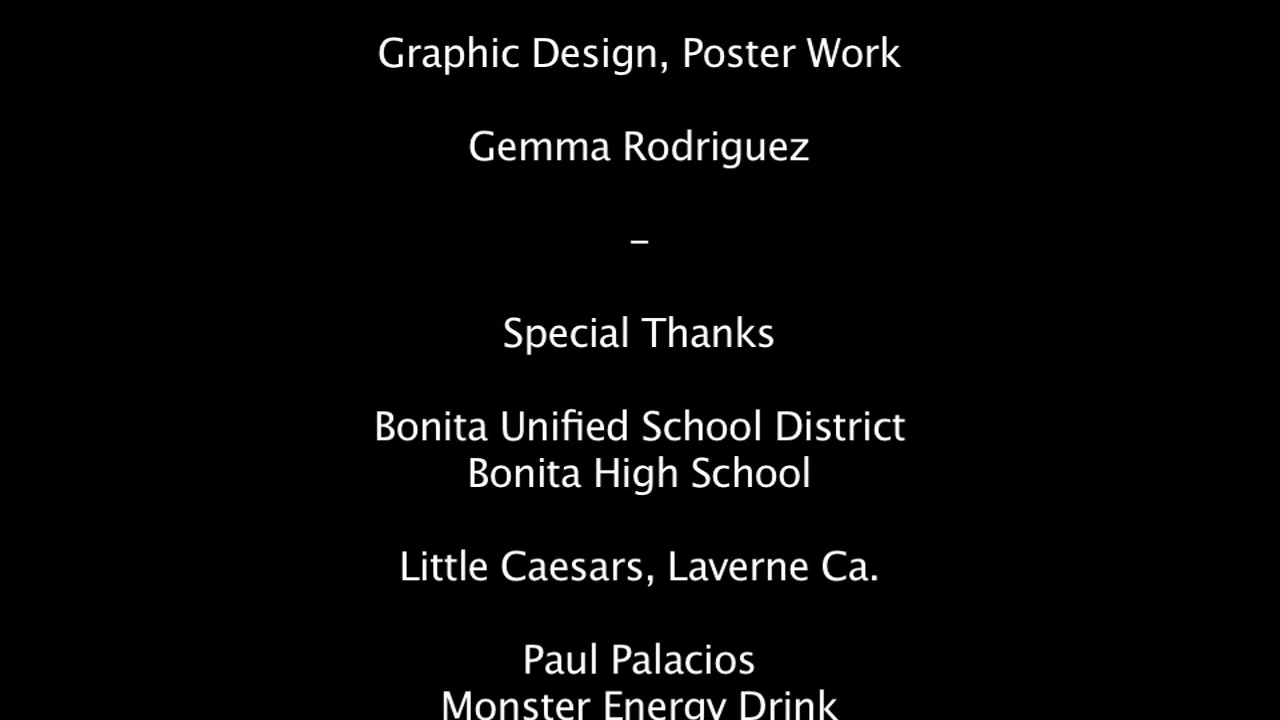 Graphic Design, Poster Work
Gemma Rodriguez
–
Special Thanks
Bonita Unified School District
Bonita High School
Little Caesars, Laverne Ca.
Paul Palacios
Monster Energy Drink